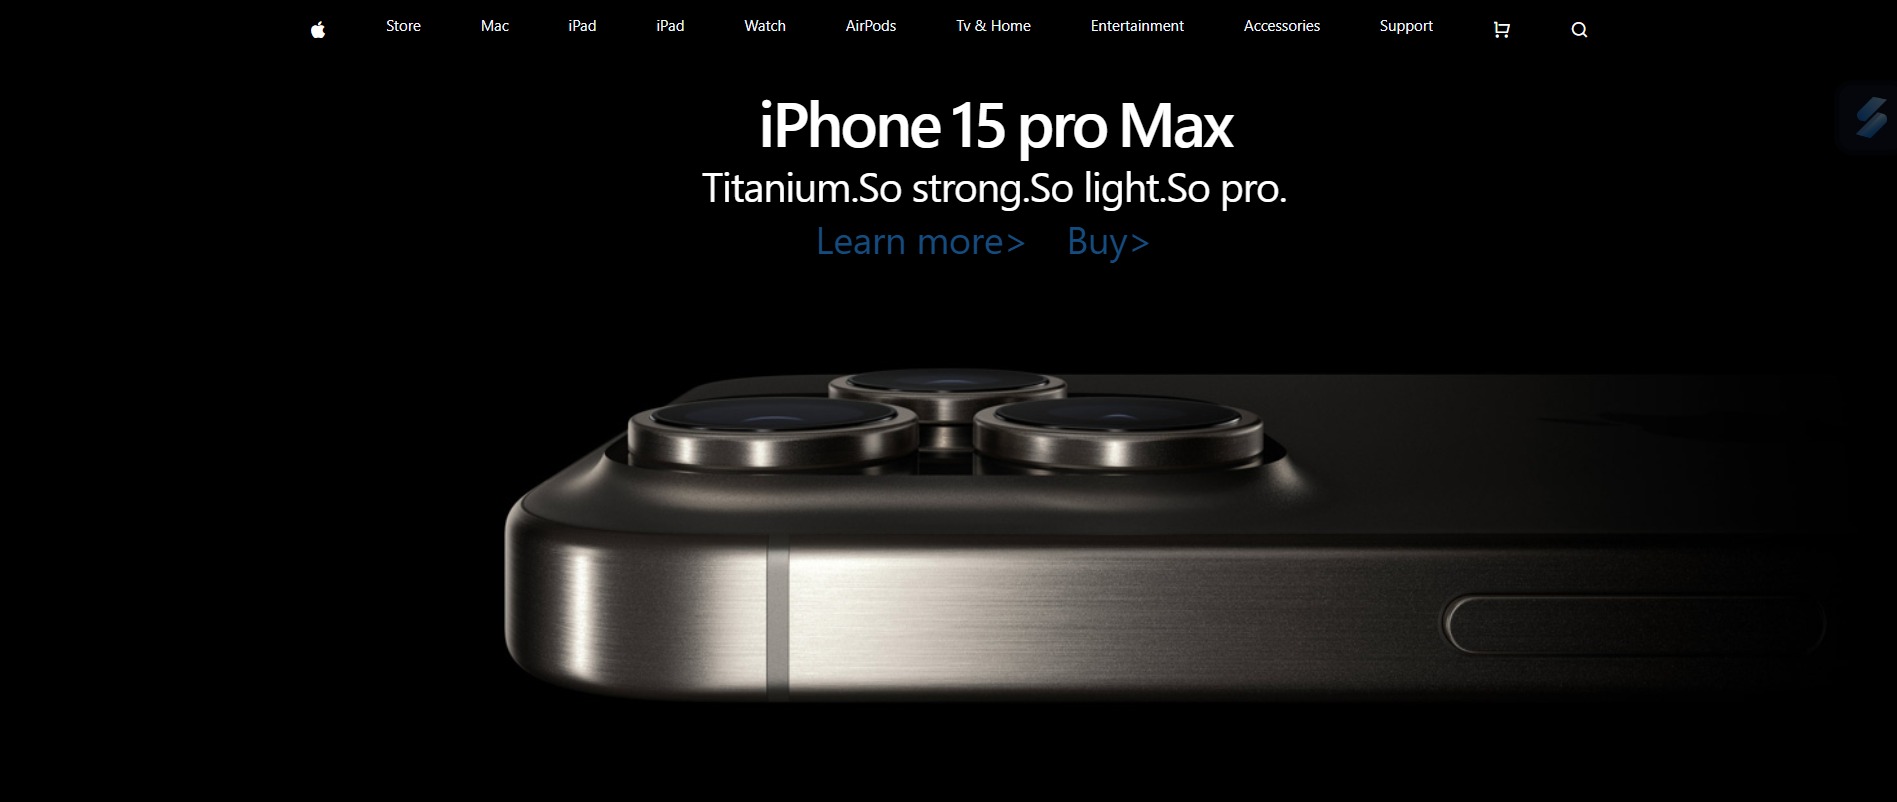 Store Mac iPad iPad Watch AirPods Tv & Home Entertainment Accessories Support
iPhone 15 pro Max
Titanium.So strong.So light.So pro.
Learn more> Buy>